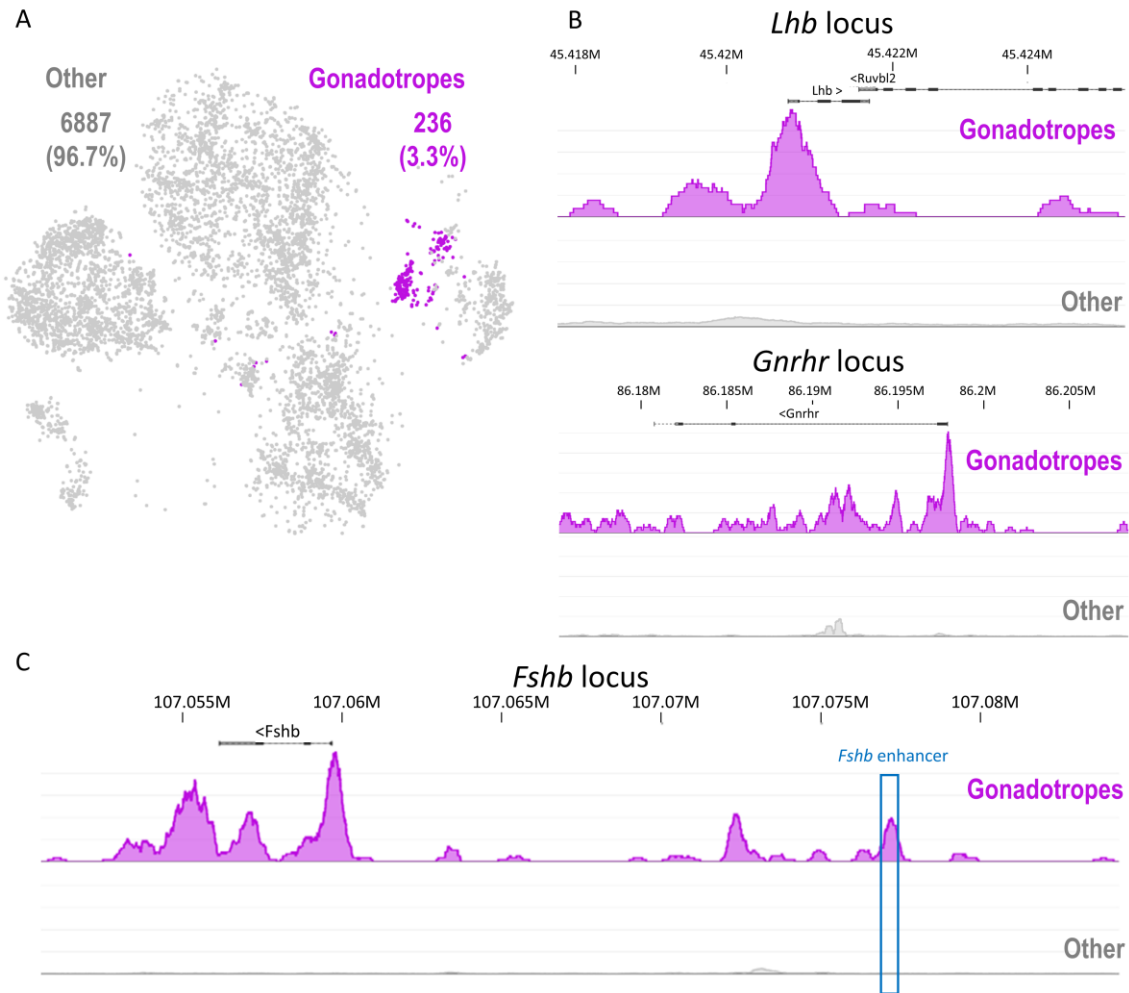 A
Other
6887
(96.7%)
Gonadotropes
236
(3.3%)
B
Lhb locus
45.418M 45.42M 45.422M 45.424M
<Ruvbl2
Lhb >
Gonadotropes
Other
Gnrhr locus
86.18M 86.185M 86.19M 86.195M 86.2M 86.205M
<Gnrhr
Gonadotropes
Other
C
Fshb locus
107.055M 107.06M 107.065M 107.07M 107.075M 107.08M
<Fshb
Fshb enhancer
Gonadotropes
Other